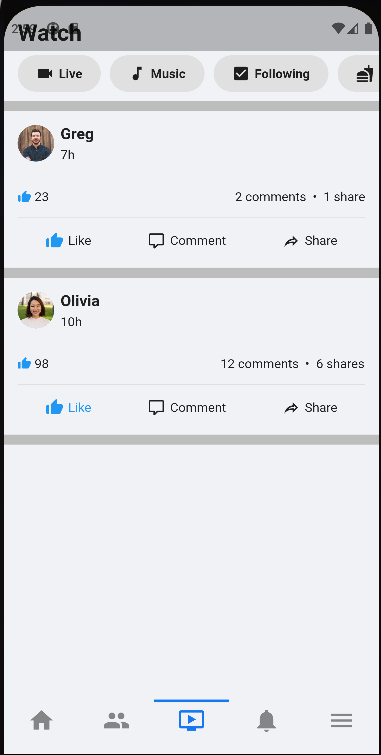 Watch
Live Music Following
Greg
7h
23 2 comments • 1 share
Like Comment Share
Olivia
10h
98 12 comments • 6 shares
Like Comment Share